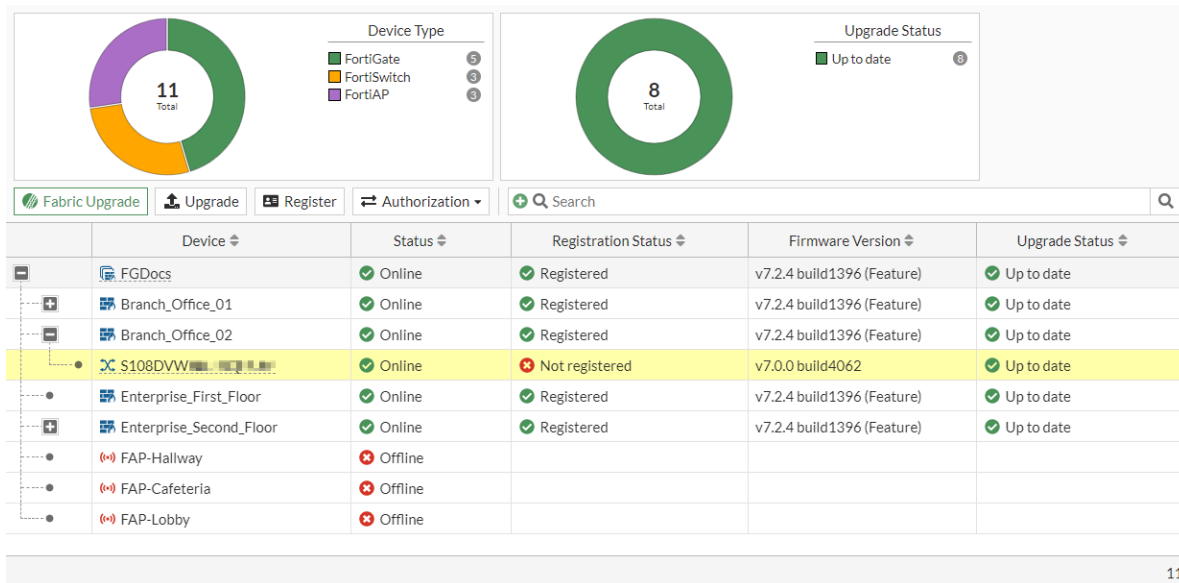 Device Type
FortiGate 5
FortiSwitch 3
FortiAP 3
11
Total
Upgrade Status
Up to date 8
8
Total
Fabric Upgrade Upgrade Register Authorization Search
Device Status Registration Status Firmware Version Upgrade Status
FGDocs Online Registered v7.2.4 build1396 (Feature) Up to date
Branch_Office_01 Online Registered v7.2.4 build1396 (Feature) Up to date
Branch_Office_02 Online Registered v7.2.4 build1396 (Feature) Up to date
S108DVW Online Not registered v7.0.0 build4062 Up to date
Enterprise_First_Floor Online Registered v7.2.4 build1396 (Feature) Up to date
Enterprise_Second_Floor Online Registered v7.2.4 build1396 (Feature) Up to date
FAP-Hallway Offline
FAP-Cafeteria Offline
FAP-Lobby Offline
11